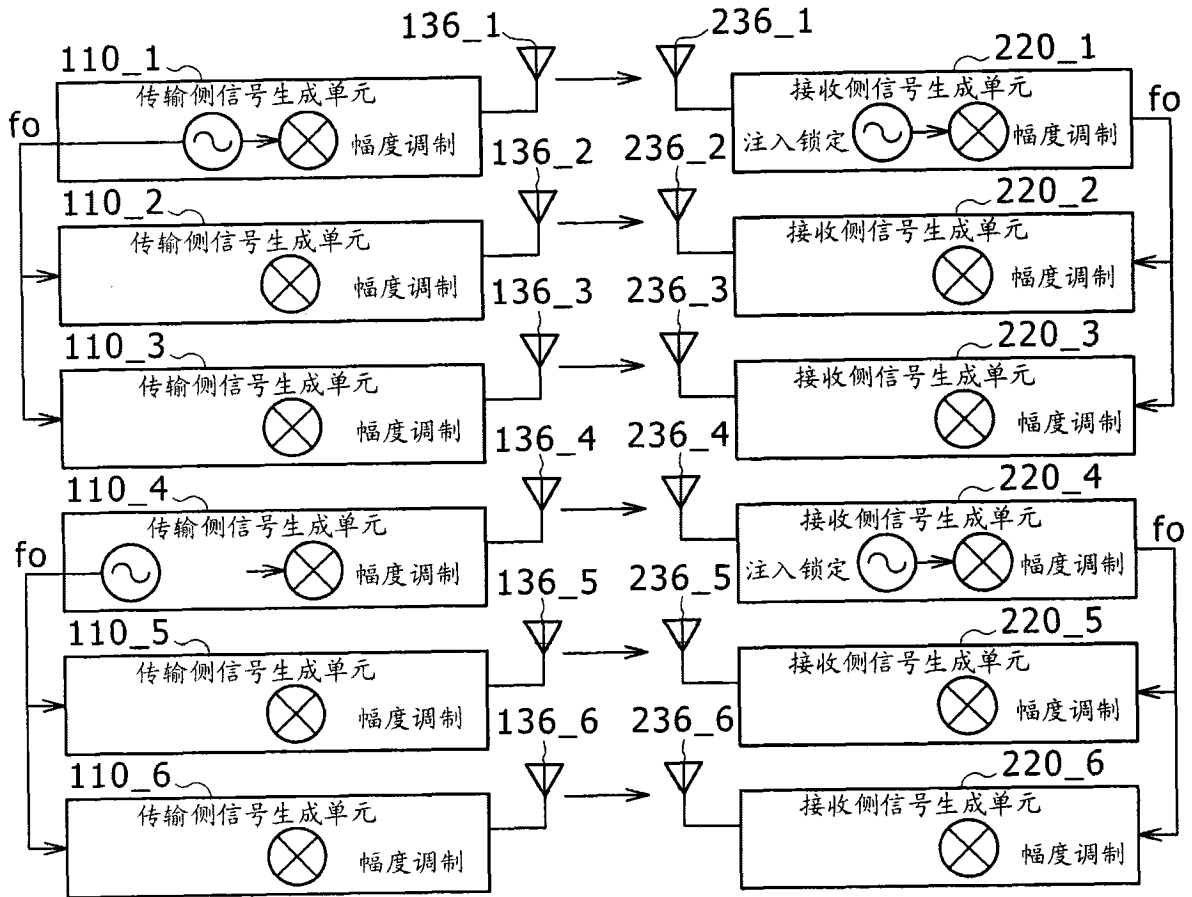 136_1 236_1
110_1 220_1
传输侧信号生成单元 接收侧信号生成单元
fo fo
幅度调制 注入锁定 幅度调制
136_2 236_2
110_2 220_2
传输侧信号生成单元 接收侧信号生成单元
幅度调制 幅度调制
136_3 236_3
110_3 220_3
传输侧信号生成单元 接收侧信号生成单元
幅度调制 幅度调制
136_4 236_4
110_4 220_4
传输侧信号生成单元 接收侧信号生成单元
fo fo
幅度调制 注入锁定 幅度调制
136_5 236_5
110_5 220_5
传输侧信号生成单元 接收侧信号生成单元
幅度调制 幅度调制
136_6 236_6
110_6 220_6
传输侧信号生成单元 接收侧信号生成单元
幅度调制 幅度调制